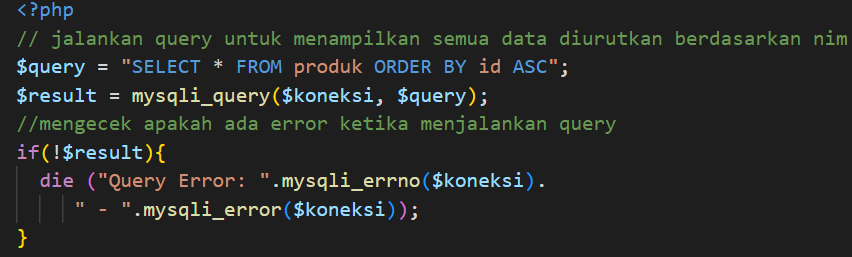 <?php
// jalankan query untuk menampilkan semua data diurutkan berdasarkan nim
$query = "SELECT * FROM produk ORDER BY id ASC";
$result = mysqli_query($koneksi, $query);
//mengecek apakah ada error ketika menjalankan query
if(!$result){
die ("Query Error: ".mysqli_errno($koneksi).
" - ".mysqli_error($koneksi));
}